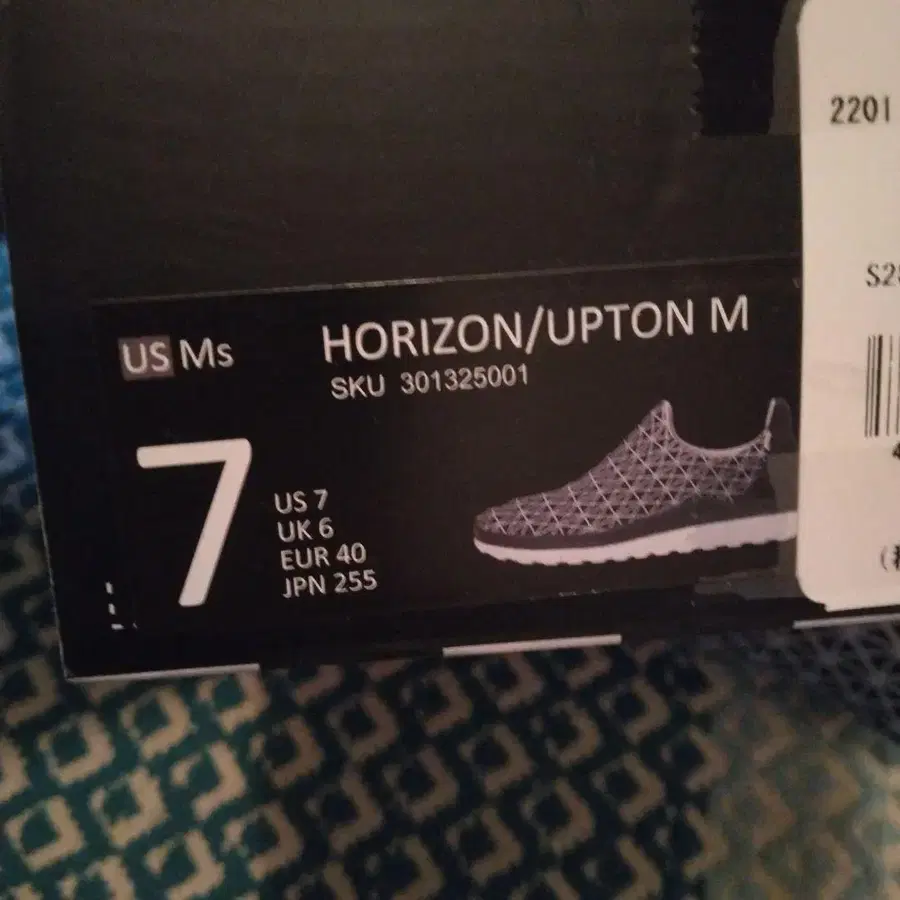 2201
HORIZON/UPTON M
US Ms
SKU 301325001
7
US 7
UK 6
EUR 40
JPN 255